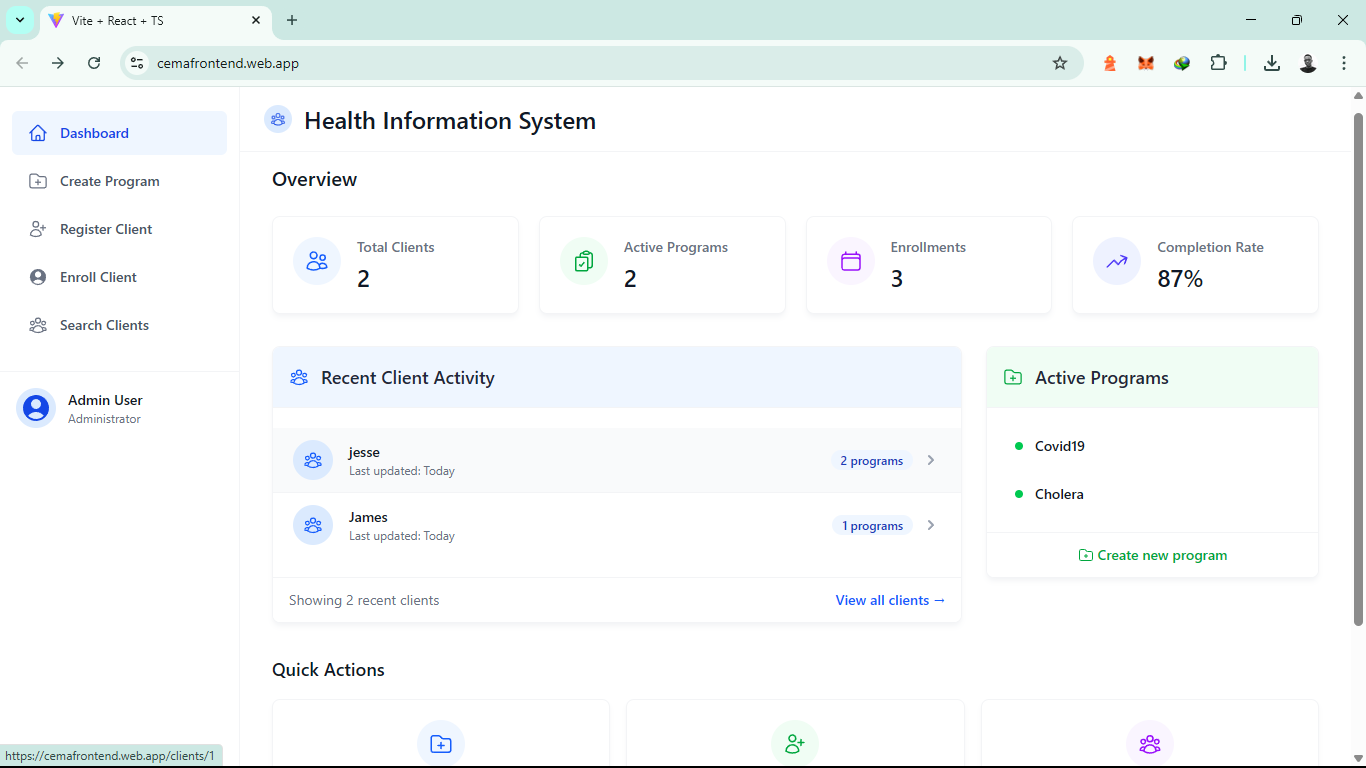 Vite + React + TS
cemafrontend.web.app
Dashboard
Create Program
Register Client
Enroll Client
Search Clients
Admin User
Administrator
Health Information System
Overview
Total Clients
2
Active Programs
2
Enrollments
3
Completion Rate
87%
Recent Client Activity
jesse
Last updated: Today
2 programs
James
Last updated: Today
1 programs
Showing 2 recent clients
View all clients →
Active Programs
Covid19
Cholera
Create new program
Quick Actions
https://cemafrontend.web.app/clients/1